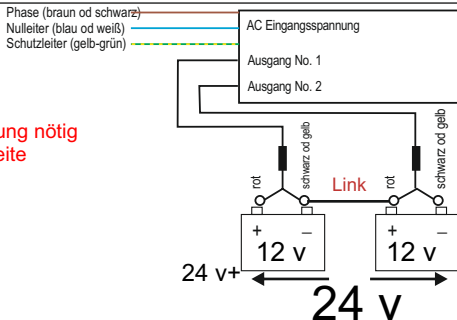 Phase (braun od schwarz)
Nulleiter (blau od weiß)
Schutzleiter (gelb-grün)
AC Eingangsspannung
Ausgang No. 1
Ausgang No. 2
ung nötig
eite
rot
schwarz od gelb
Link
rot
schwarz od gelb
+
–
+
–
12 v
12 v
24 v+
24 v